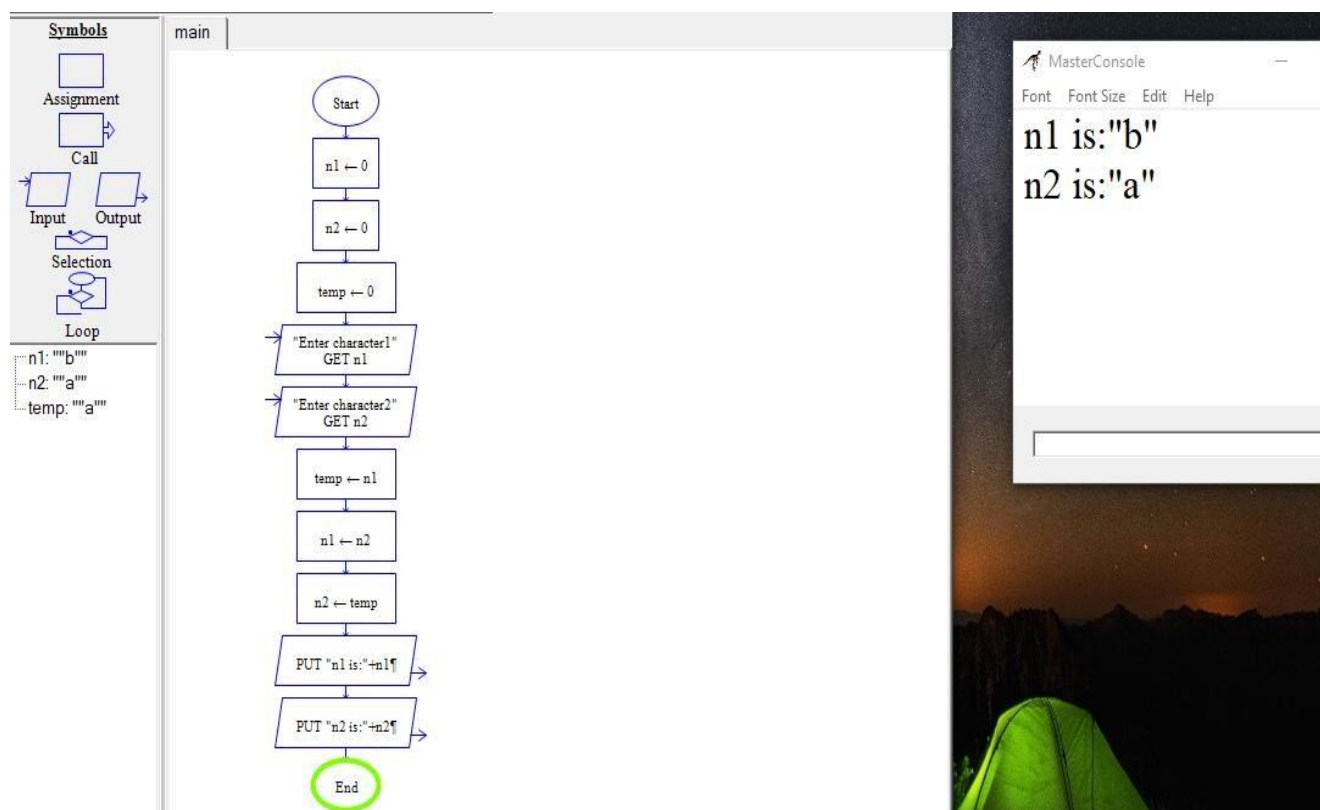 Symbols
Assignment
Call
Input Output
Selection
Loop
n1: ""b""
n2: ""a""
temp: ""a""
main
Start
n1 ← 0
n2 ← 0
temp ← 0
"Enter character1"
GET n1
"Enter character2"
GET n2
temp ← n1
n1 ← n2
n2 ← temp
PUT "n1 is:"+n1¶
PUT "n2 is:"+n2¶
End
MasterConsole
Font Font Size Edit Help
n1 is:"b"
n2 is:"a"